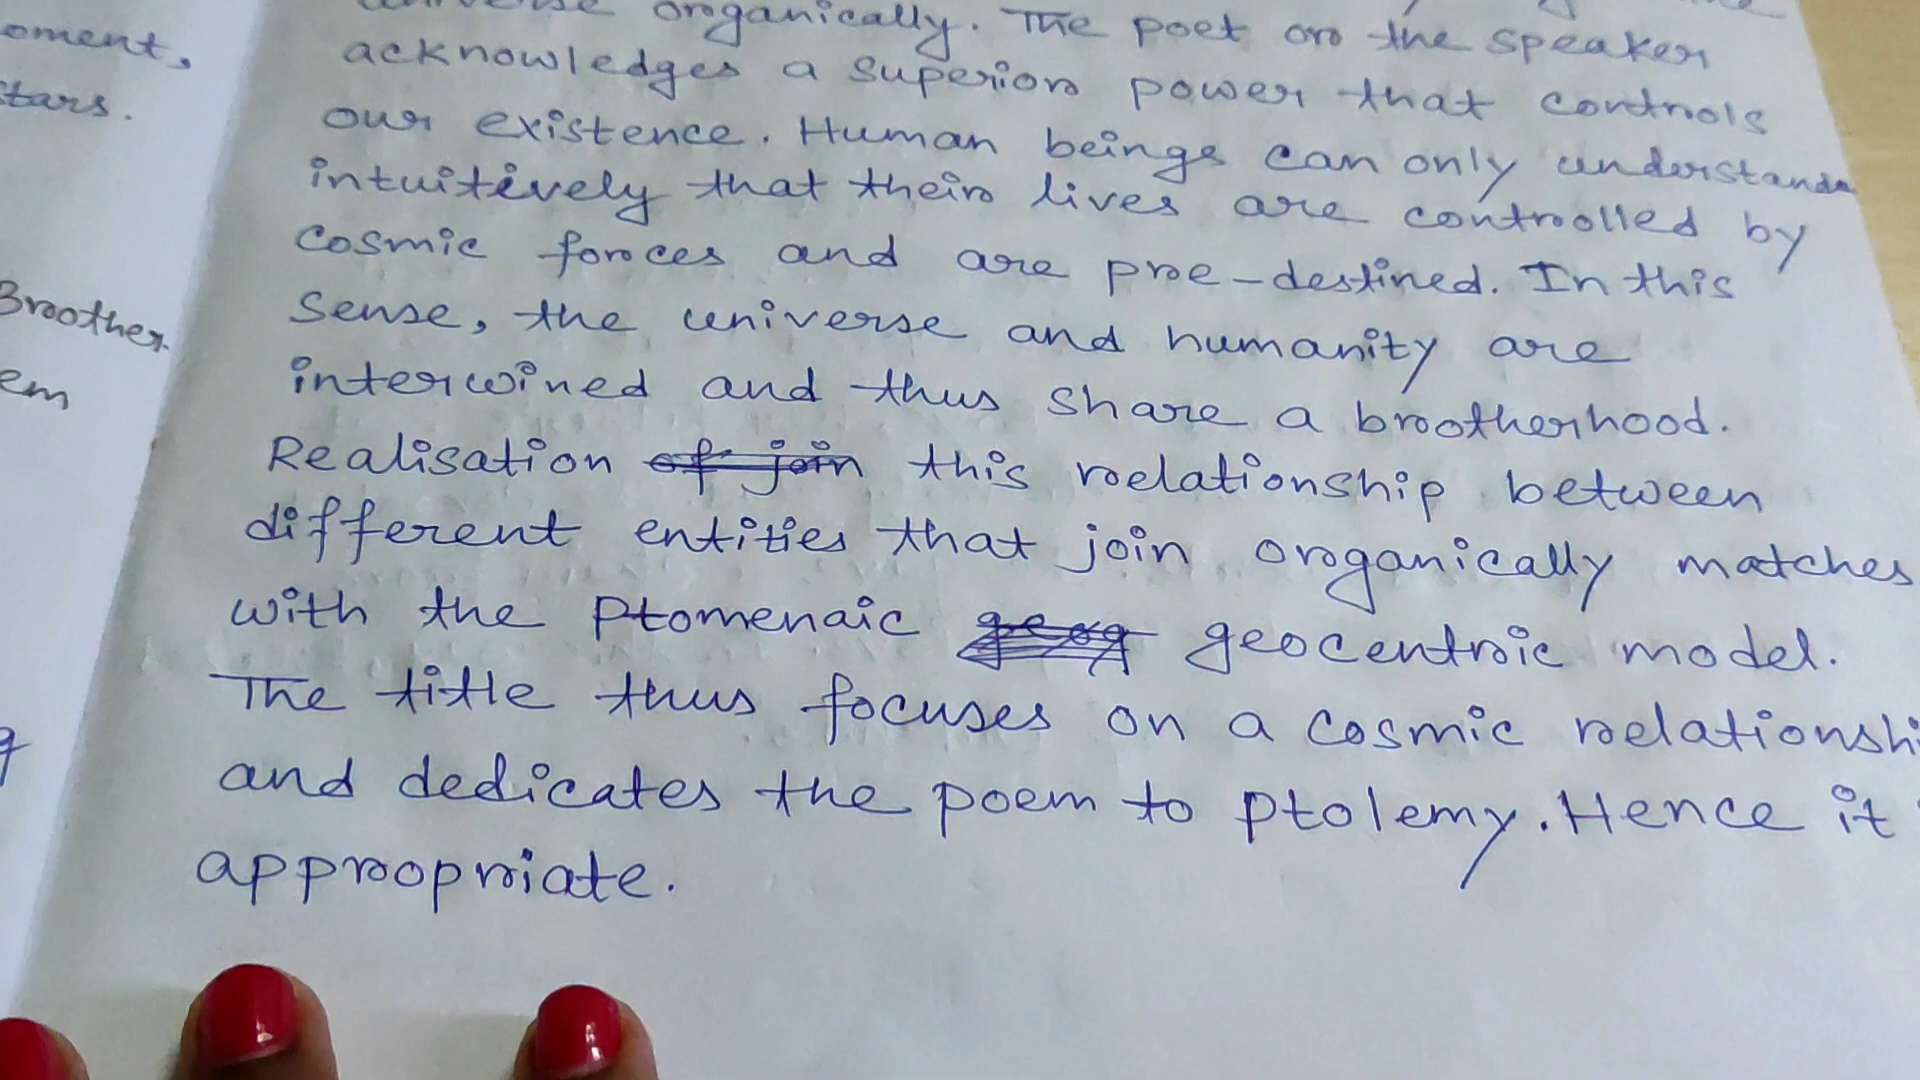 oment,
tars.
Brother
em
universe organically. The poet or the speaker
acknowledges a superior power that controls
our existence. Human beings can only understands
intuitively that their lives are controlled by
cosmic forces and are pre-destined. In this
sense, the universe and humanity are
interwined and thus share a brotherhood.
Realisation of join this relationship between
different entities that join organically matches
with the Ptomenaic geocentric model.
The title thus focuses on a cosmic relationshi
and dedicates the poem to Ptolemy. Hence it
appropriate.